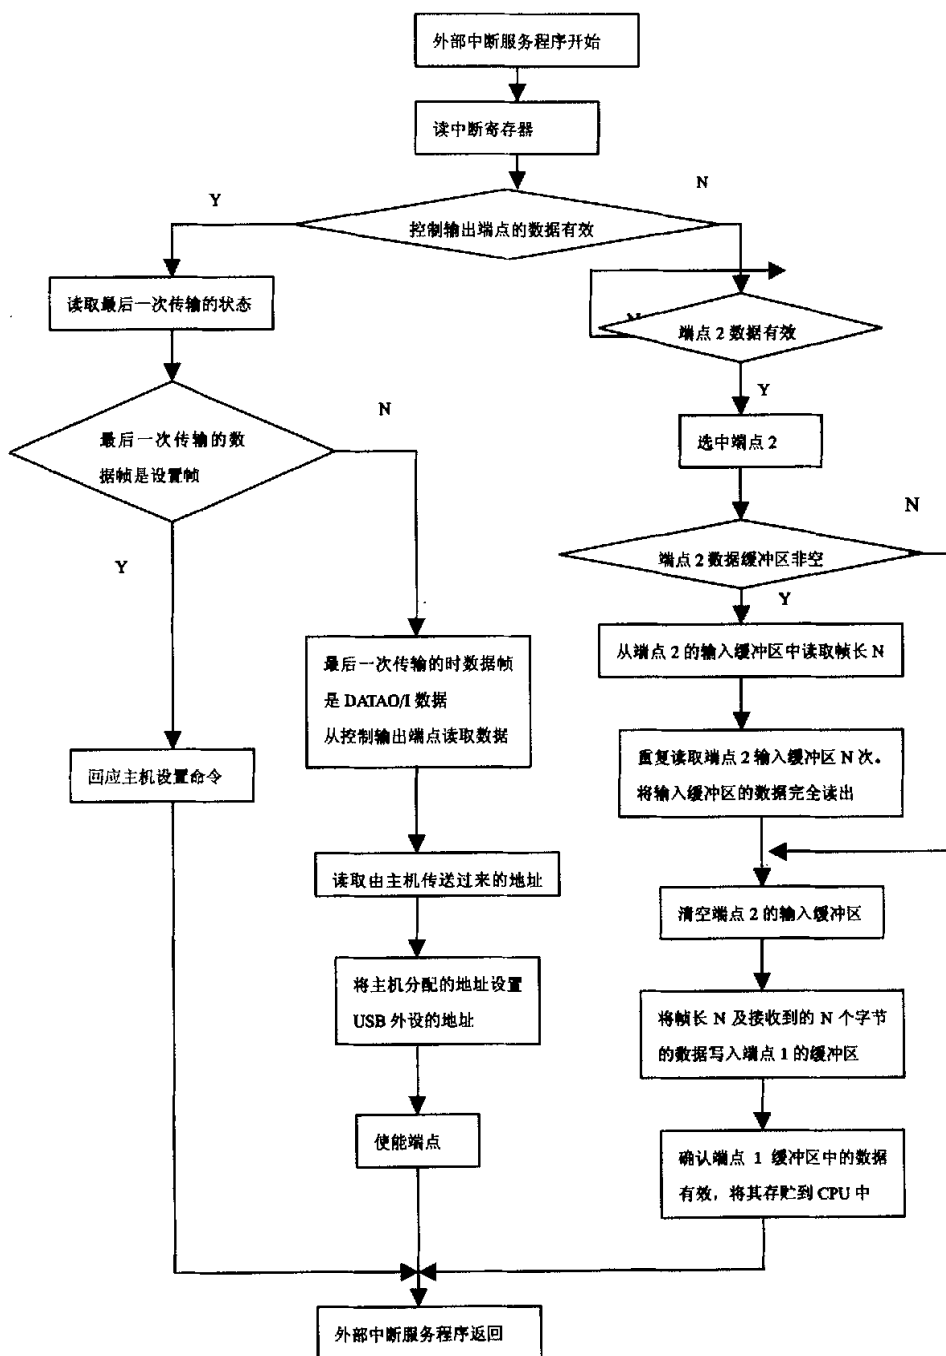 外部中断服务程序开始
读中断寄存器
Y
N
控制输出端点的数据有效
读取最后一次传输的状态
端点 2 数据有效
Y
N
最后一次传输的数
据帧是设置帧
选中端点 2
N
Y
端点 2 数据缓冲区非空
Y
从端点 2 的输入缓冲区中读取帧长 N
最后一次传输的时数据帧
是 DATAO/I 数据
从控制输出端点读取数据
重复读取端点 2 输入缓冲区 N 次。
将输入缓冲区的数据完全读出
回应主机设置命令
读取由主机传送过来的地址
清空端点 2 的输入缓冲区
将主机分配的地址设置
USB 外设的地址
将帧长 N 及接收到的 N 个字节
的数据写入端点 1 的缓冲区
使能端点
确认端点 1 缓冲区中的数据
有效，将其存贮到 CPU 中
外部中断服务程序返回